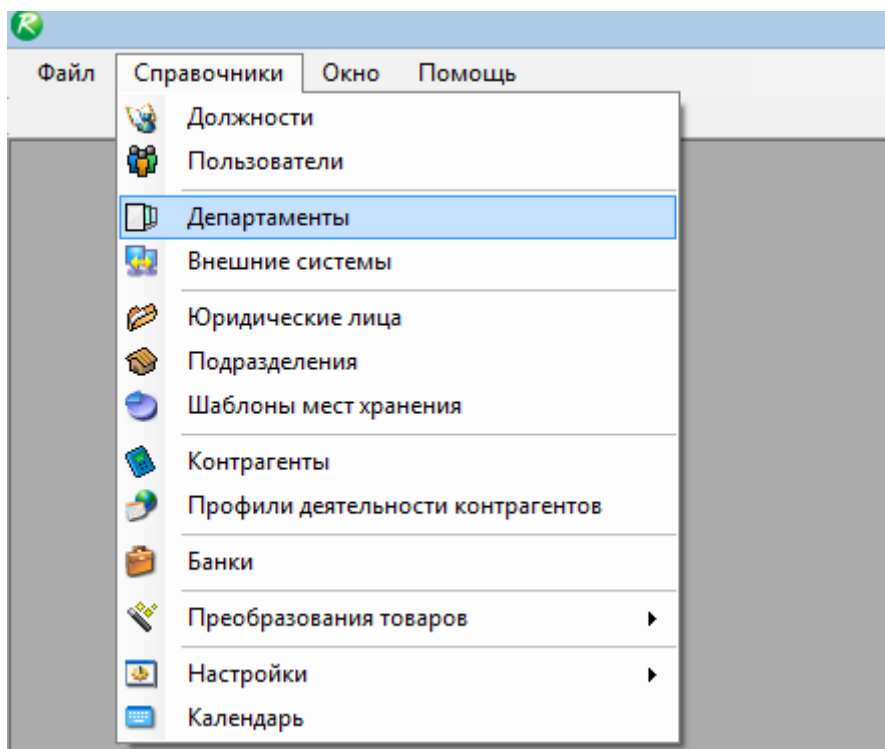 R
Файл Справочники Окно Помощь
Должности
Пользователи
Департаменты
Внешние системы
Юридические лица
Подразделения
Шаблоны мест хранения
Контрагенты
Профили деятельности контрагентов
Банки
Преобразования товаров
Настройки
Календарь